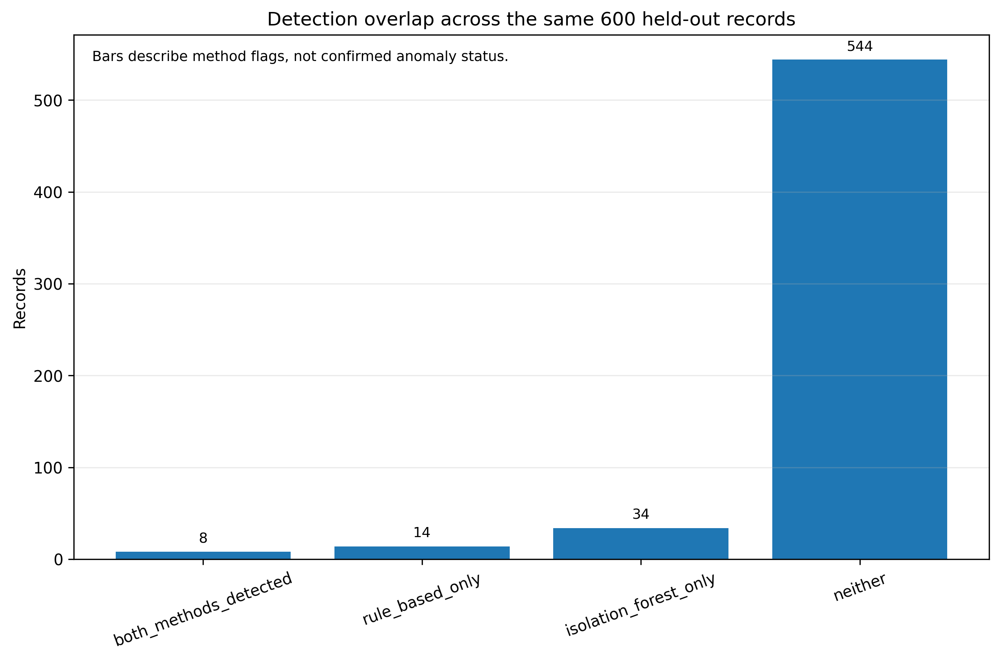 Detection overlap across the same 600 held-out records
Bars describe method flags, not confirmed anomaly status.
544
500
400
300
200
100
0
Records
8
14
34
both_methods_detected
rule_based_only
isolation_forest_only
neither